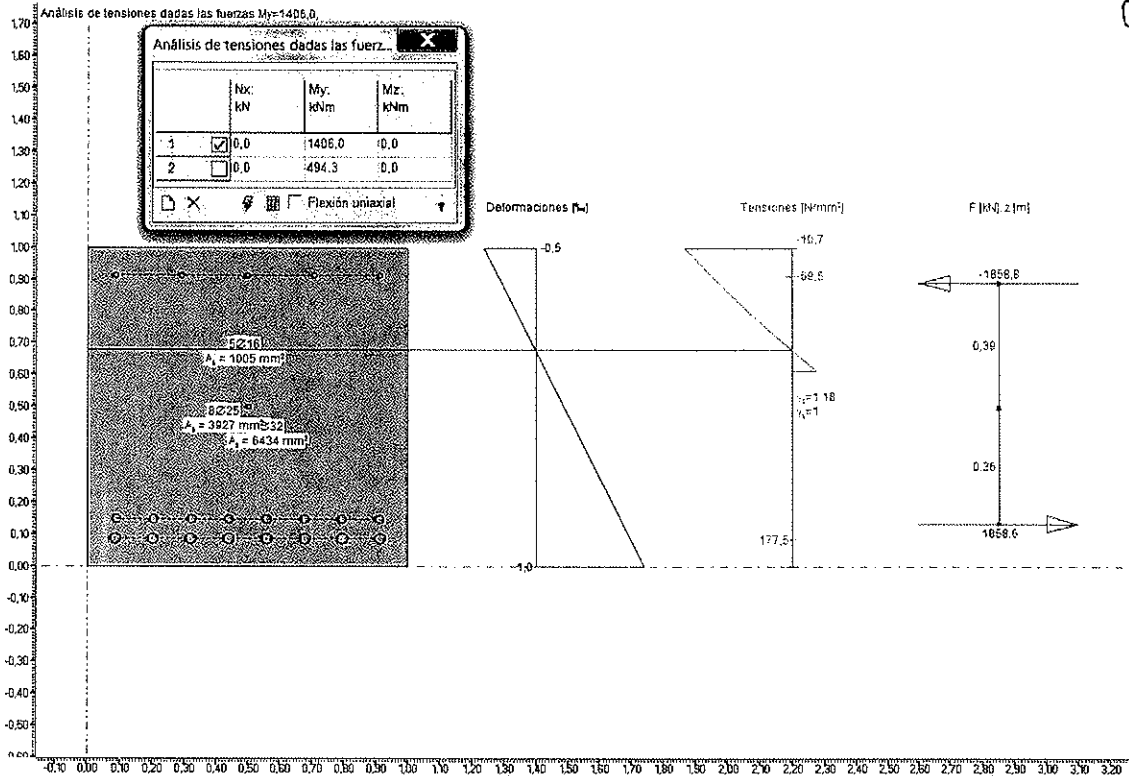 Análisis de tensiones dadas las fuerzas My=1406,0,
Análisis de tensiones dadas las fuerz...
Nx: My: Mz:
kN kNm kNm
1 0,0 1406,0 0,0
2 0,0 494,3 0,0
Flexión uniaxial
Deformaciones [‰]
Tensiones [N/mm²]
F [kN], z [m]
-0,5
-10,7
-1858,8
0,39
5Ø16
= 1005 mm²
8Ø25
= 3927 mm²
= 6434 mm²
=1.18
=1
177,5
1,70
1,60
1,50
1,40
1,30
1,20
1,10
1,00
0,90
0,80
0,70
0,60
0,50
0,40
0,30
0,20
0,10
0,00
-0,10
-0,20
-0,30
-0,40
-0,50
-0,10 0,00 0,10 0,20 0,30 0,40 0,50 0,60 0,70 0,80 0,90 1,00 1,10 1,20 1,30 1,40 1,50 1,60 1,70 1,80 1,90 2,00 2,10 2,20 2,30 2,40 2,50 2,60 2,70 2,80 2,90 3,00 3,10 3,20